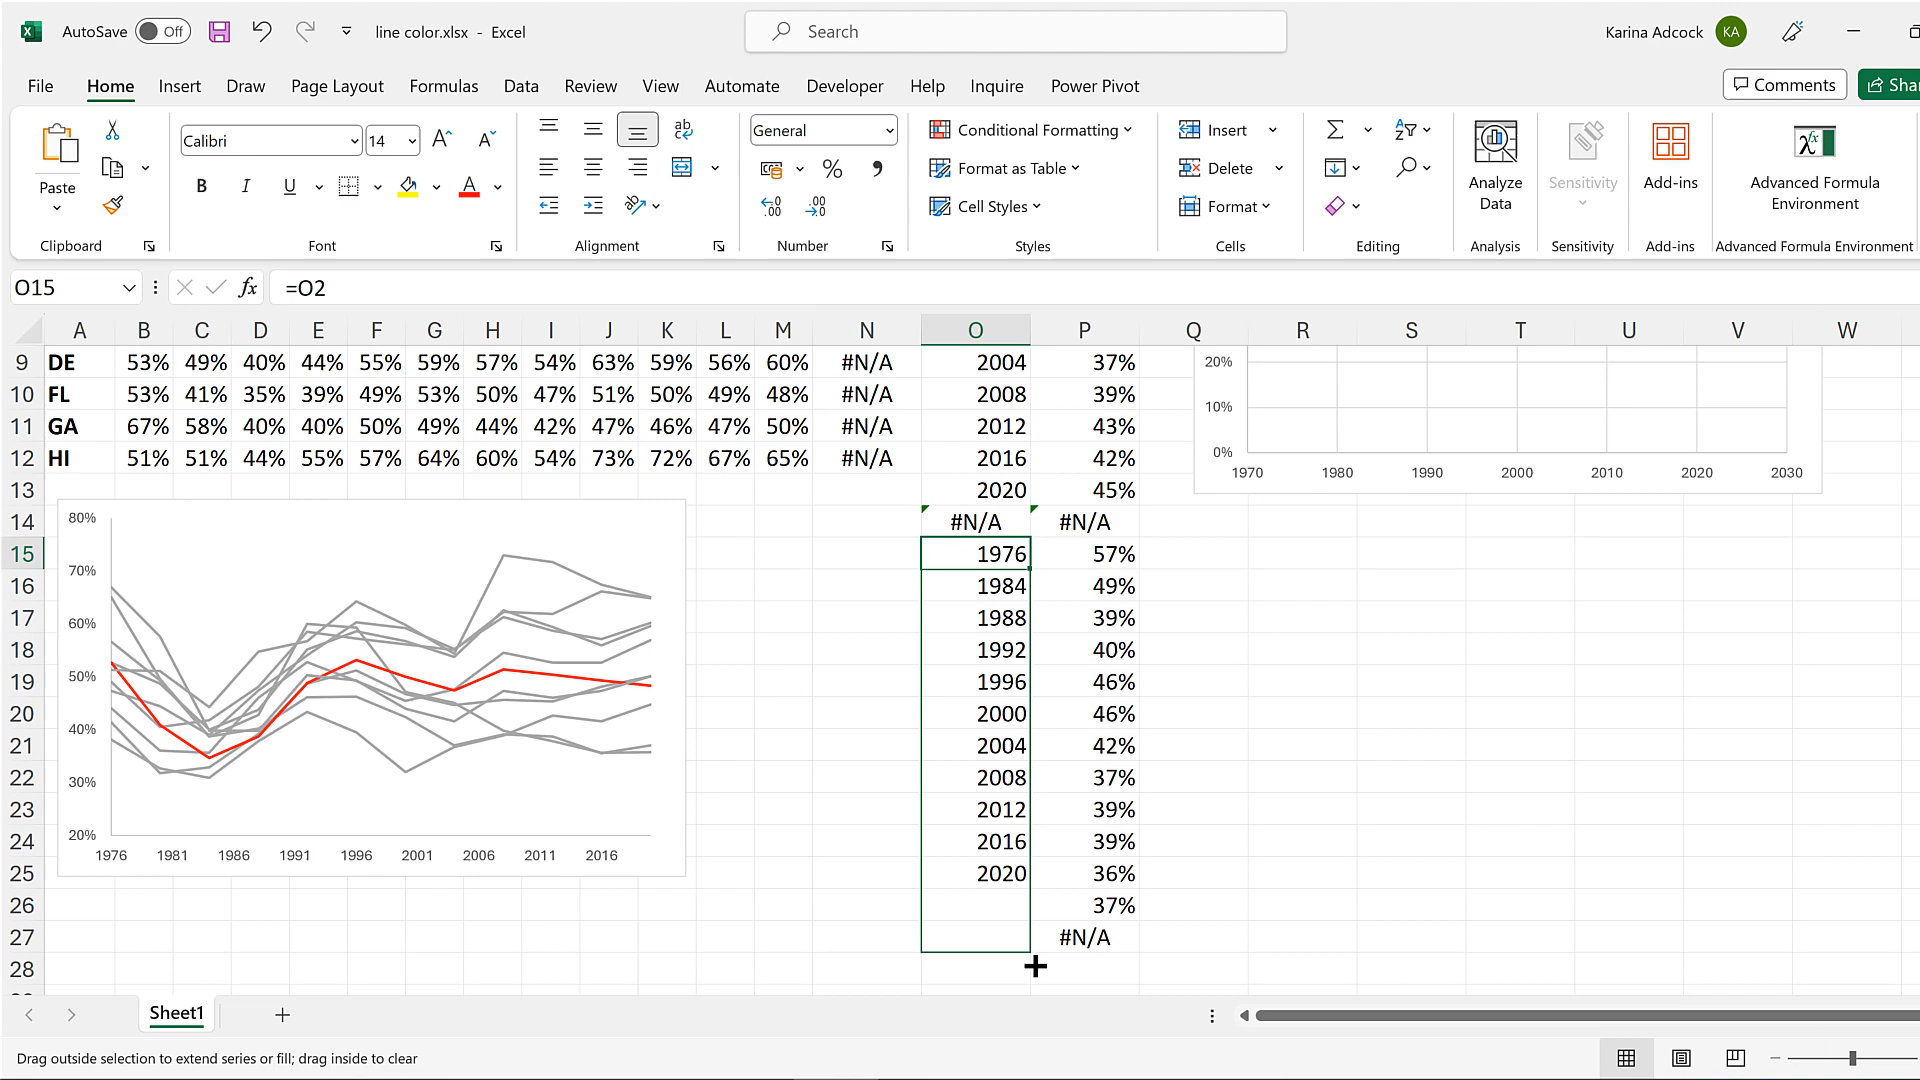 AutoSave Off line color.xlsx - Excel Search Karina Adcock KA
File Home Insert Draw Page Layout Formulas Data Review View Automate Developer Help Inquire Power Pivot Comments Shar
Paste
Calibri 14
B I U A
General
% ,
Conditional Formatting
Format as Table
Cell Styles
Insert
Delete
Format
Analyze
Data
Sensitivity
Add-ins
Advanced Formula
Environment
Clipboard Font Alignment Number Styles Cells Editing Analysis Sensitivity Add-ins Advanced Formula Environment
O15 fx =O2
A B C D E F G H I J K L M N O P Q R S T U V W
9 DE 53% 49% 40% 44% 55% 59% 57% 54% 63% 59% 56% 60% #N/A 2004 37%
10 FL 53% 41% 35% 39% 49% 53% 50% 47% 51% 50% 49% 48% #N/A 2008 39%
11 GA 67% 58% 40% 40% 50% 49% 44% 42% 47% 46% 47% 50% #N/A 2012 43%
12 HI 51% 51% 44% 55% 57% 64% 60% 54% 73% 72% 67% 65% #N/A 2016 42%
13 2020 45%
14 #N/A #N/A
15 1976 57%
16 1984 49%
17 1988 39%
18 1992 40%
19 1996 46%
20 2000 46%
21 2004 42%
22 2008 37%
23 2012 39%
24 2016 39%
25 2020 36%
26 37%
27 #N/A
28
20%
10%
0%
1970 1980 1990 2000 2010 2020 2030
80%
70%
60%
50%
40%
30%
20%
1976 1981 1986 1991 1996 2001 2006 2011 2016
Sheet1
Drag outside selection to extend series or fill; drag inside to clear